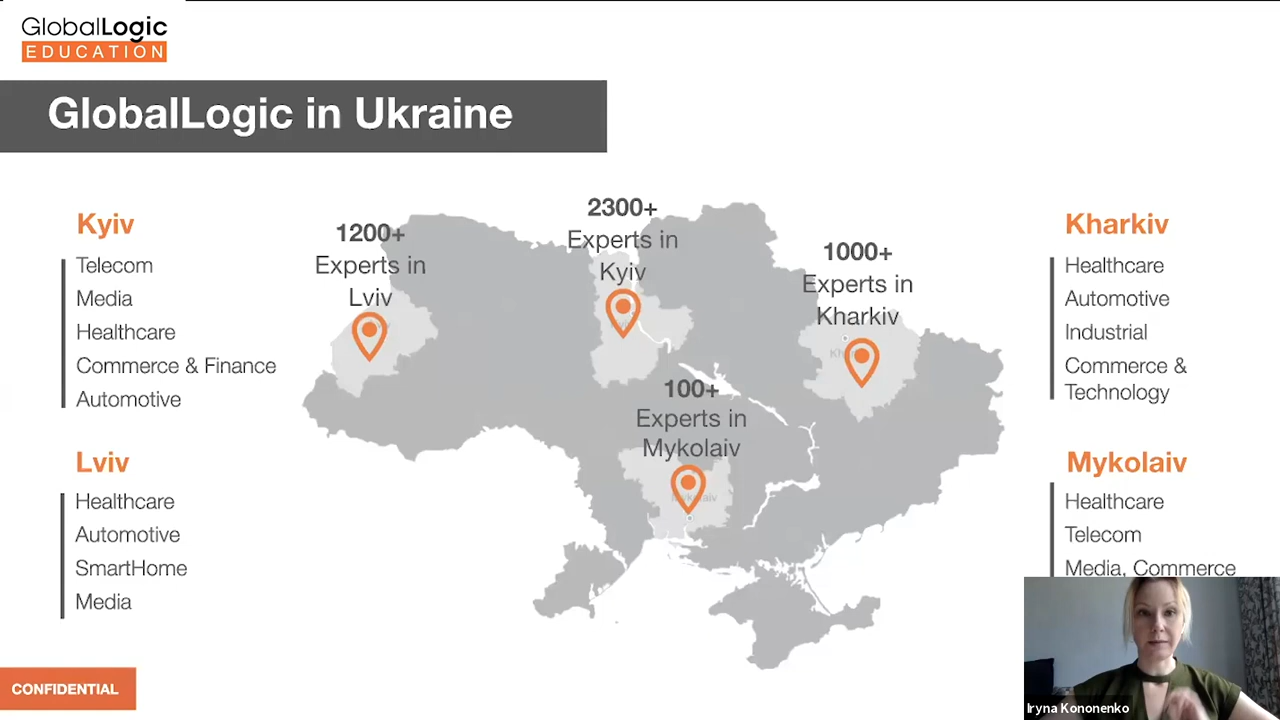 GlobalLogic
EDUCATION
GlobalLogic in Ukraine
Kyiv
Telecom
Media
Healthcare
Commerce & Finance
Automotive
Lviv
Healthcare
Automotive
SmartHome
Media
1200+
Experts in
Lviv
2300+
Experts in
Kyiv
1000+
Experts in
Kharkiv
100+
Experts in
Mykolaiv
Kharkiv
Healthcare
Automotive
Industrial
Commerce &
Technology
Mykolaiv
Healthcare
Telecom
Media, Commerce
CONFIDENTIAL
Iryna Kononenko